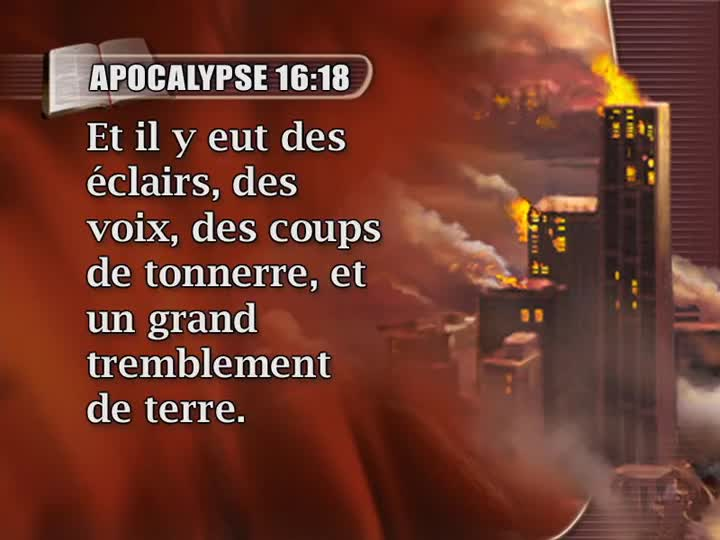 APOCALYPSE 16:18
Et il y eut des
éclairs, des
voix, des coups
de tonnerre, et
un grand
tremblement
de terre.